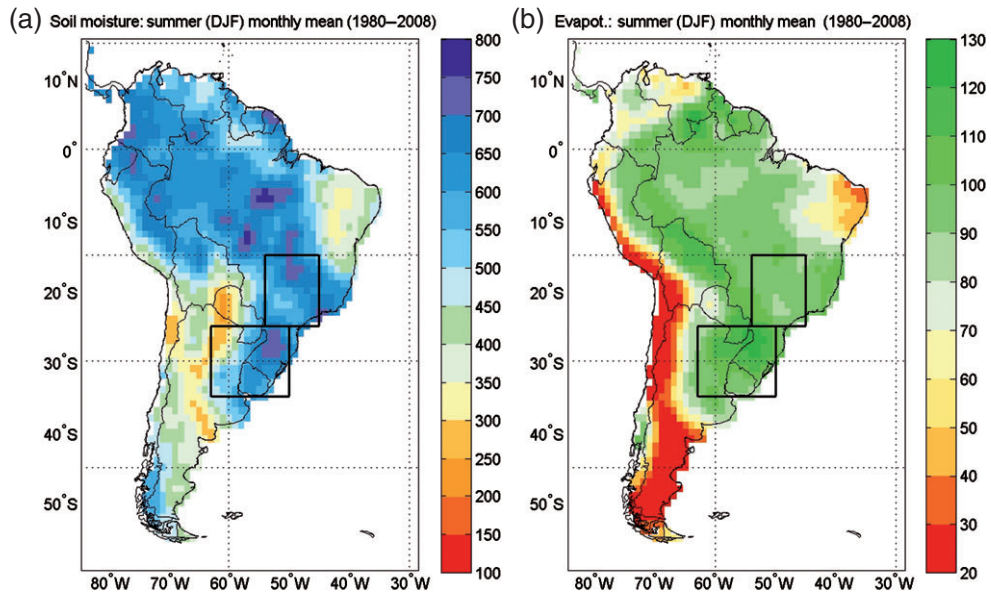 (a) Soil moisture: summer (DJF) monthly mean (1980–2008)
10°N
0°
10°S
20°S
30°S
40°S
50°S
80°W 70°W 60°W 50°W 40°W 30°W
800
750
700
650
600
550
500
450
400
350
300
250
200
150
100
(b) Evapot.: summer (DJF) monthly mean (1980–2008)
10°N
0°
10°S
20°S
30°S
40°S
50°S
80°W 70°W 60°W 50°W 40°W 30°W
130
120
110
100
90
80
70
60
50
40
30
20